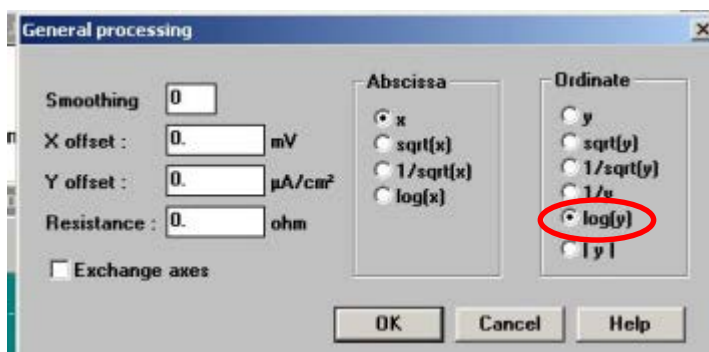 General processing
Smoothing 0
X offset : 0. mV
Y offset : 0. µA/cm²
Resistance : 0. ohm
Exchange axes
Abscissa
x
sqrt(x)
1/sqrt(x)
log(x)
Ordinate
y
sqrt(y)
1/sqrt(y)
1/y
log(y)
| y |
OK Cancel Help